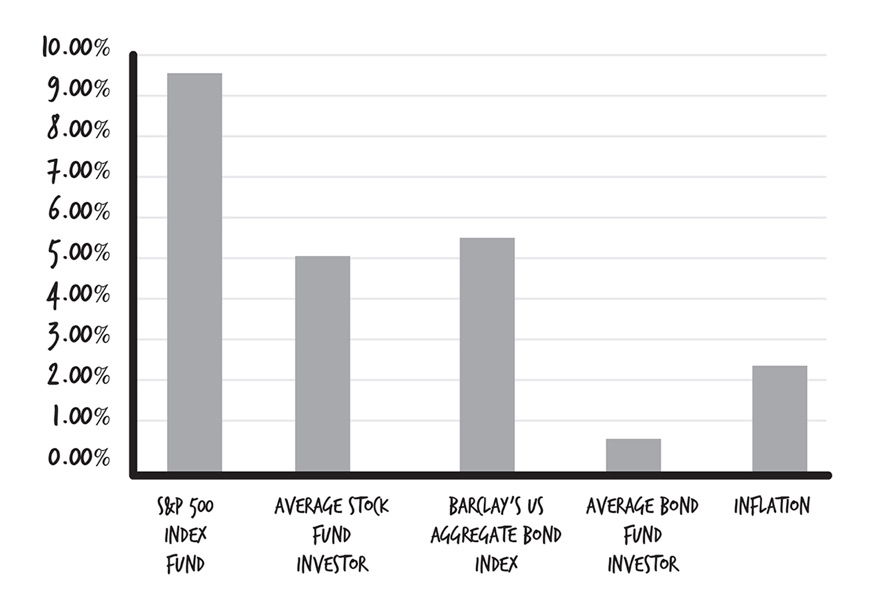 10.00%
9.00%
8.00%
7.00%
6.00%
5.00%
4.00%
3.00%
2.00%
1.00%
0.00%
S&P 500
INDEX
FUND
AVERAGE STOCK
FUND
INVESTOR
BARCLAY'S US
AGGREGATE BOND
INDEX
AVERAGE BOND
FUND
INVESTOR
INFLATION